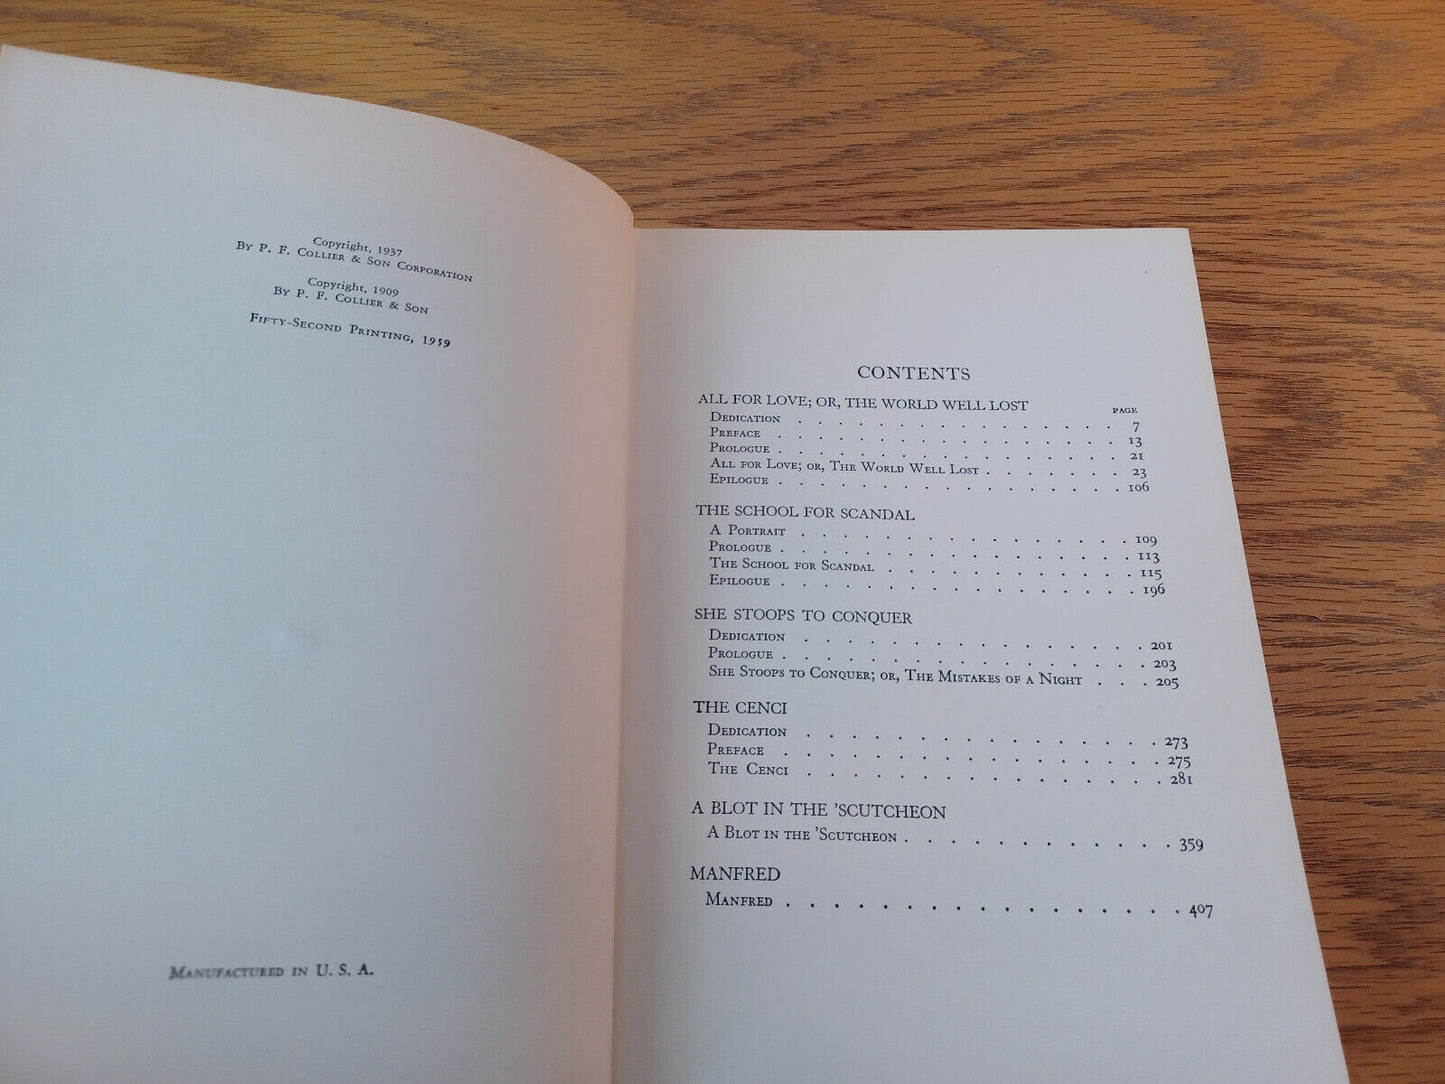 Copyright, 1937
By P. F. Collier & Son Corporation
Copyright, 1909
By P. F. Collier & Son
Fifty-Second Printing, 1959
Manufactured in U. S. A.
CONTENTS
PAGE
ALL FOR LOVE; OR, THE WORLD WELL LOST
Dedication . . . . . . . . . . . . . . . . 7
Preface . . . . . . . . . . . . . . . . 13
Prologue . . . . . . . . . . . . . . . . 21
All for Love; or, The World Well Lost . . . . . . . 23
Epilogue . . . . . . . . . . . . . . . . 106
THE SCHOOL FOR SCANDAL
A Portrait . . . . . . . . . . . . . . . 109
Prologue . . . . . . . . . . . . . . . . 113
The School for Scandal . . . . . . . . . . . . 115
Epilogue . . . . . . . . . . . . . . . . 196
SHE STOOPS TO CONQUER
Dedication . . . . . . . . . . . . . . . 201
Prologue . . . . . . . . . . . . . . . . 203
She Stoops to Conquer; or, The Mistakes of a Night . . . 205
THE CENCI
Dedication . . . . . . . . . . . . . . . . 273
Preface . . . . . . . . . . . . . . . . 275
The Cenci . . . . . . . . . . . . . . . . 281
A BLOT IN THE 'SCUTCHEON
A Blot in the 'Scutcheon . . . . . . . . . . . . 359
MANFRED
Manfred . . . . . . . . . . . . . . . . . 407